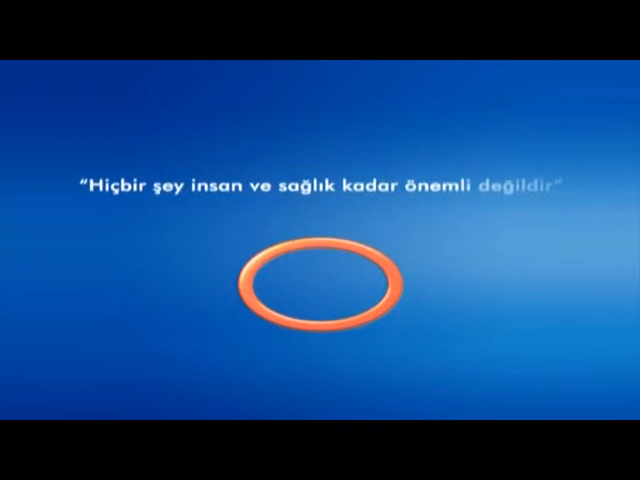 “Hiçbir şey insan ve sağlık kadar önemli değildir”